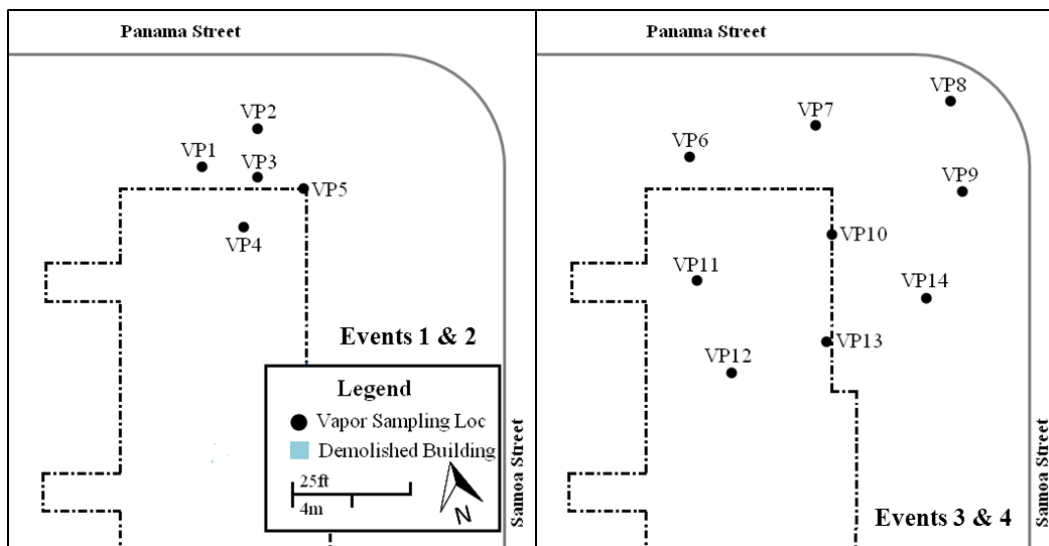 Panama Street
VP2
VP1
VP3
VP5
VP4
Events 1 & 2
Legend
Vapor Sampling Loc
Demolished Building
25ft
4m
N
Samoa Street
Panama Street
VP8
VP7
VP6
VP9
VP10
VP11
VP14
VP13
VP12
Events 3 & 4
Samoa Street